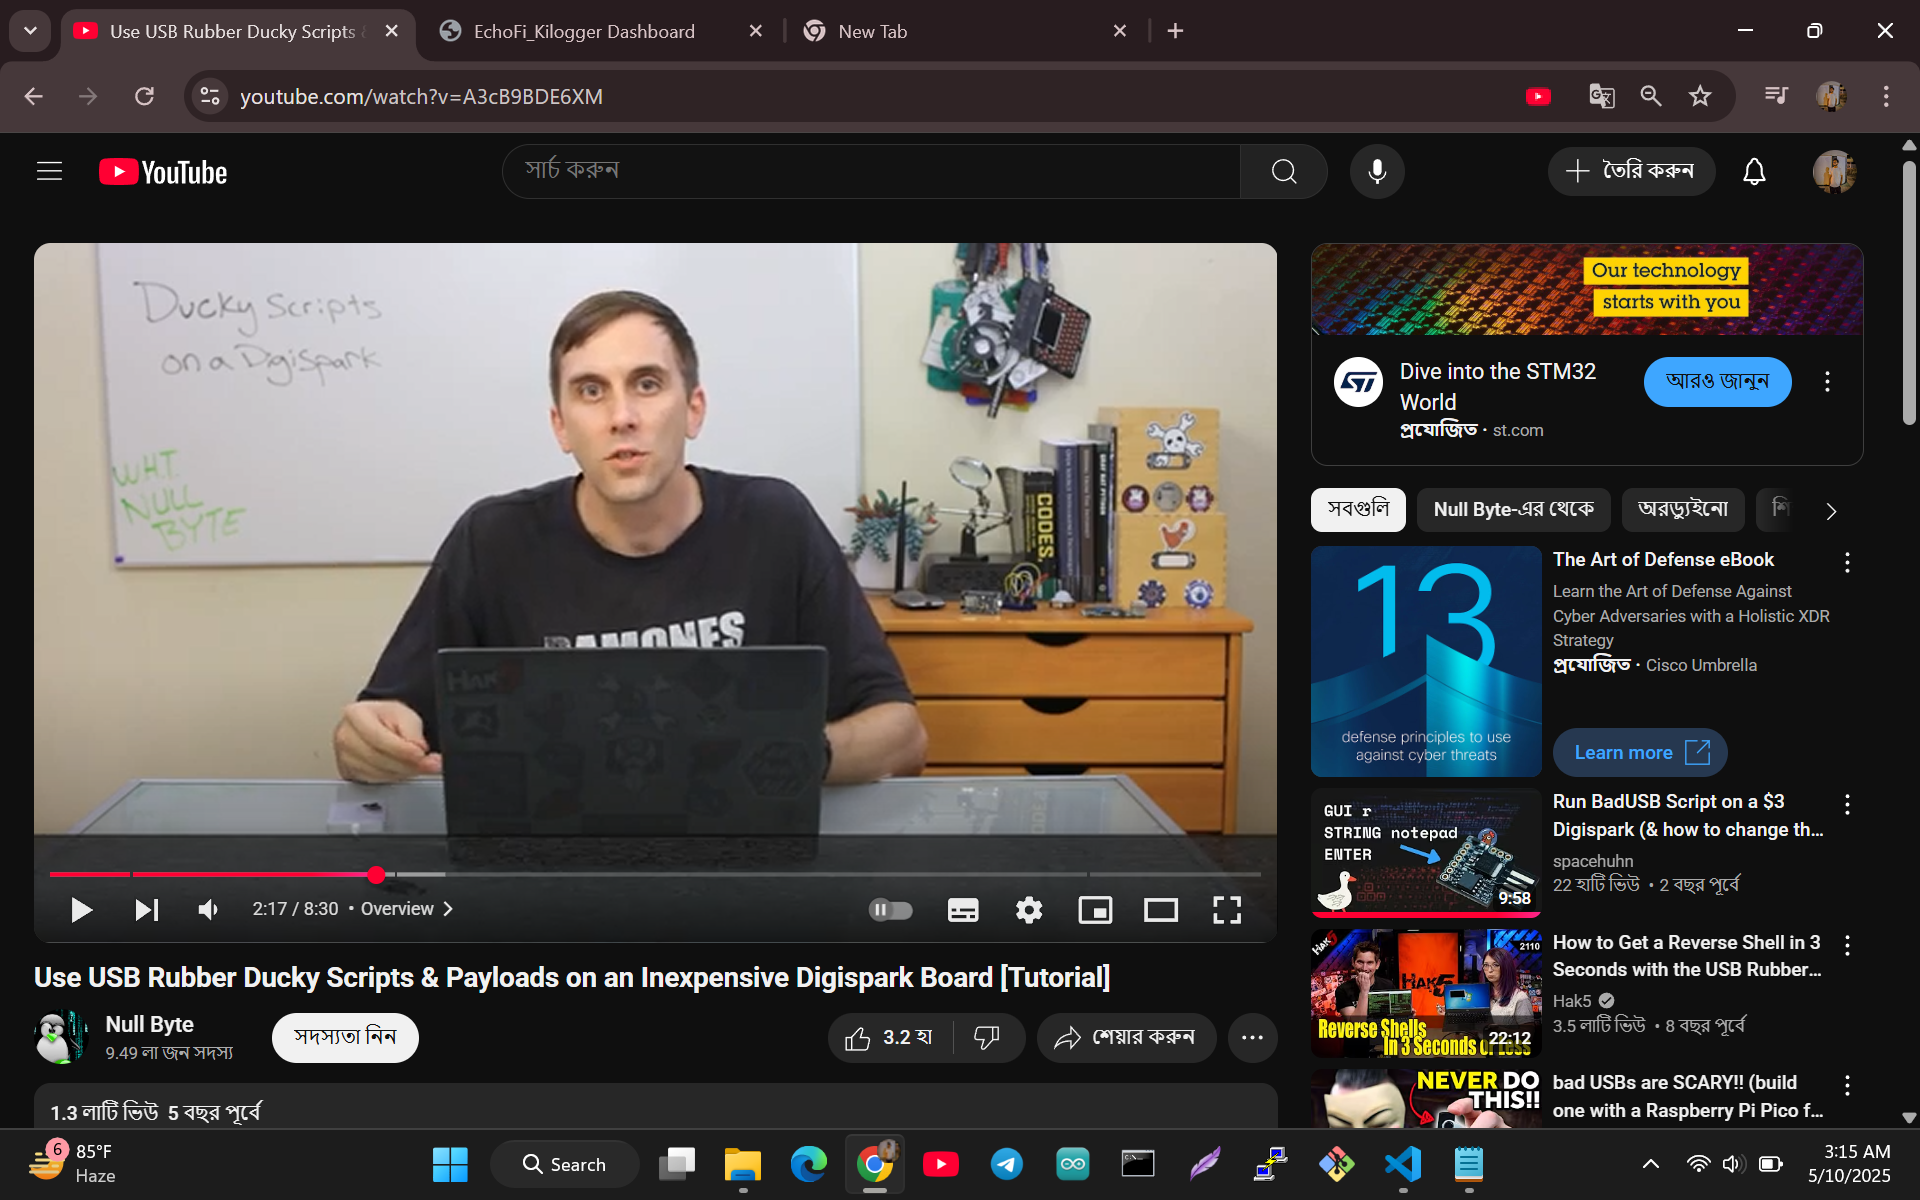 Use USB Rubber Ducky Scripts &
EchoFi_Kilogger Dashboard
New Tab
youtube.com/watch?v=A3cB9BDE6XM
YouTube
সার্চ করুন
তৈরি করুন
Ducky Scripts
on a Dgispark
W.H.T.
NULL
BYTE
CODES.
RAMONES
HAK5
2:17 / 8:30 • Overview
Use USB Rubber Ducky Scripts & Payloads on an Inexpensive Digispark Board [Tutorial]
Null Byte
9.49 লা জন সদস্য
সদস্যতা নিন
3.2 হা
শেয়ার করুন
1.3 লাটি ভিউ 5 বছর পূর্বে
Our technology
starts with you
Dive into the STM32
World
প্রযোজিত · st.com
আরও জানুন
সবগুলি
Null Byte-এর থেকে
অরড্যুইনো
শি
13
defense principles to use
against cyber threats
The Art of Defense eBook
Learn the Art of Defense Against
Cyber Adversaries with a Holistic XDR
Strategy
প্রযোজিত · Cisco Umbrella
Learn more
GUI r
STRING notepad
ENTER
9:58
Run BadUSB Script on a $3
Digispark (& how to change th...
spacehuhn
22 হাটি ভিউ • 2 বছর পূর্বে
HAK5
2110
HAK5
Reverse Shells
In 3 Seconds or Less
22:12
How to Get a Reverse Shell in 3
Seconds with the USB Rubber...
Hak5
3.5 লাটি ভিউ • 8 বছর পূর্বে
NEVER DO
THIS!!
bad USBs are SCARY!! (build
one with a Raspberry Pi Pico f...
6
85°F
Haze
Search
3:15 AM
5/10/2025